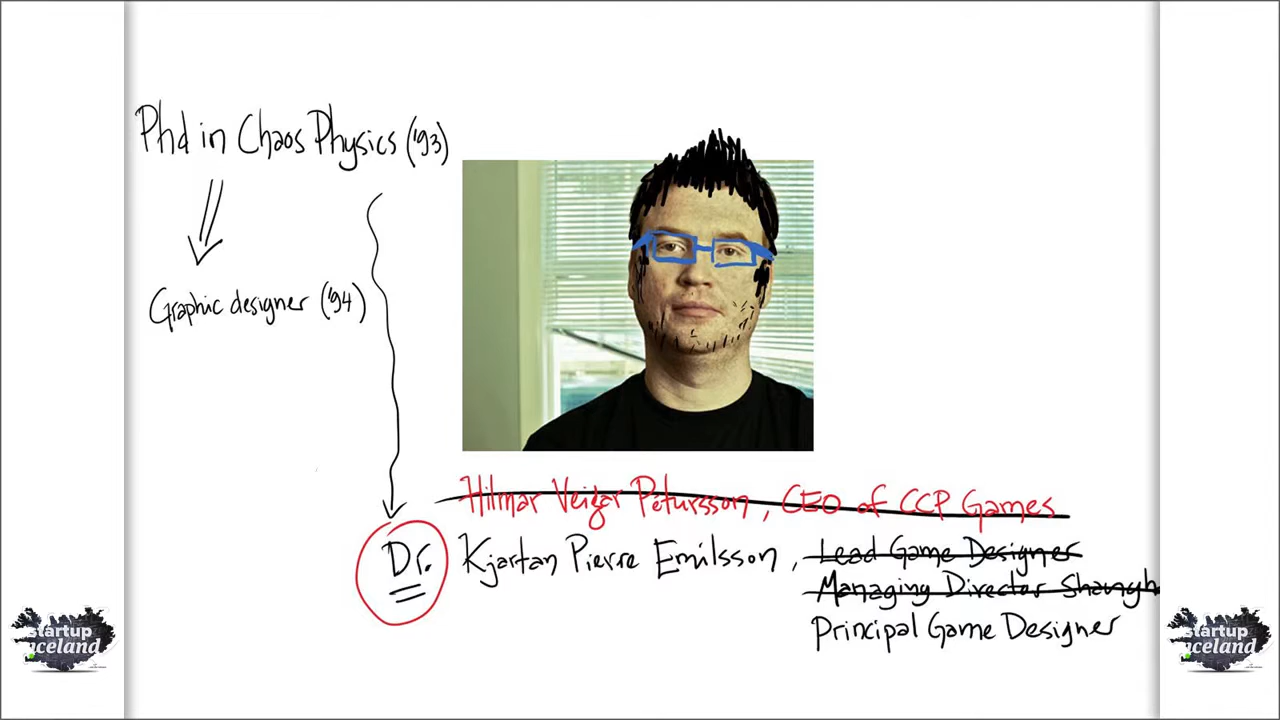 Phd in Chaos Physics ('93)
Graphic designer ('94)
Hilmar Veigar Pétursson, CEO of CCP Games
Dr. Kjartan Pierre Emilsson, Lead Game Designer
Managing Director Shangh
Principal Game Designer
startup
iceland
startup
iceland